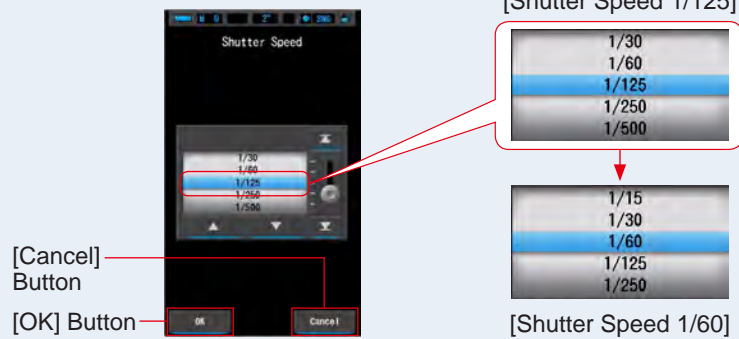 [Shutter Speed 1/125]
M
2"
ENG
Shutter Speed
1/30
1/60
1/125
1/250
1/500
OK
Cancel
[Cancel]
Button
[OK] Button
1/30
1/60
1/125
1/250
1/500
1/15
1/30
1/60
1/125
1/250
[Shutter Speed 1/60]